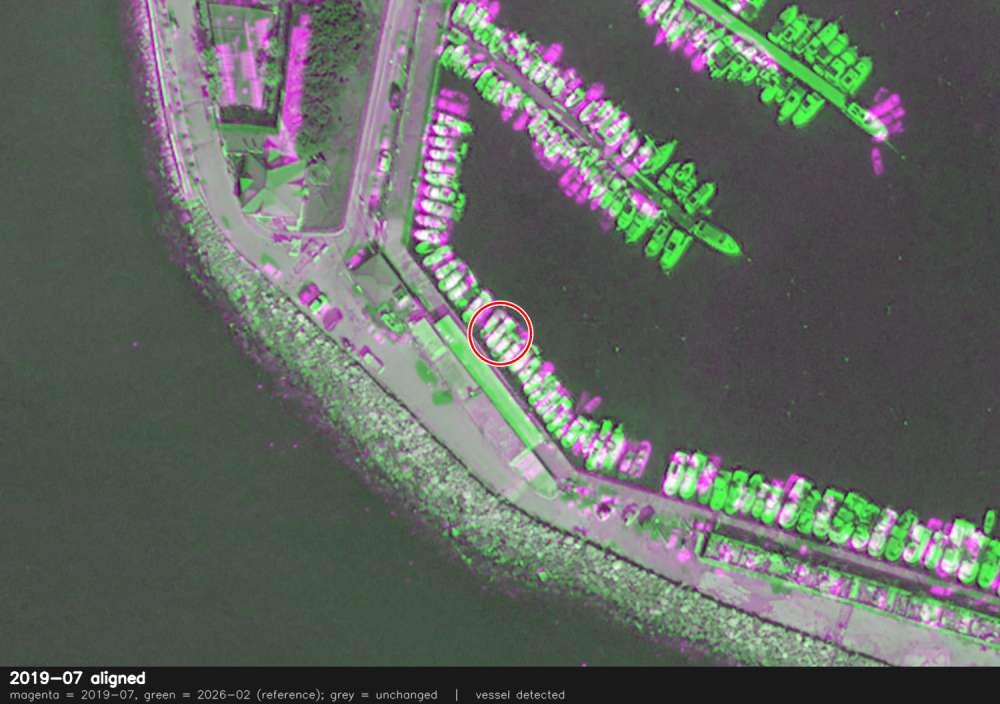 2019-07 aligned
magenta = 2019-07, green = 2026-02 (reference); grey = unchanged | vessel detected